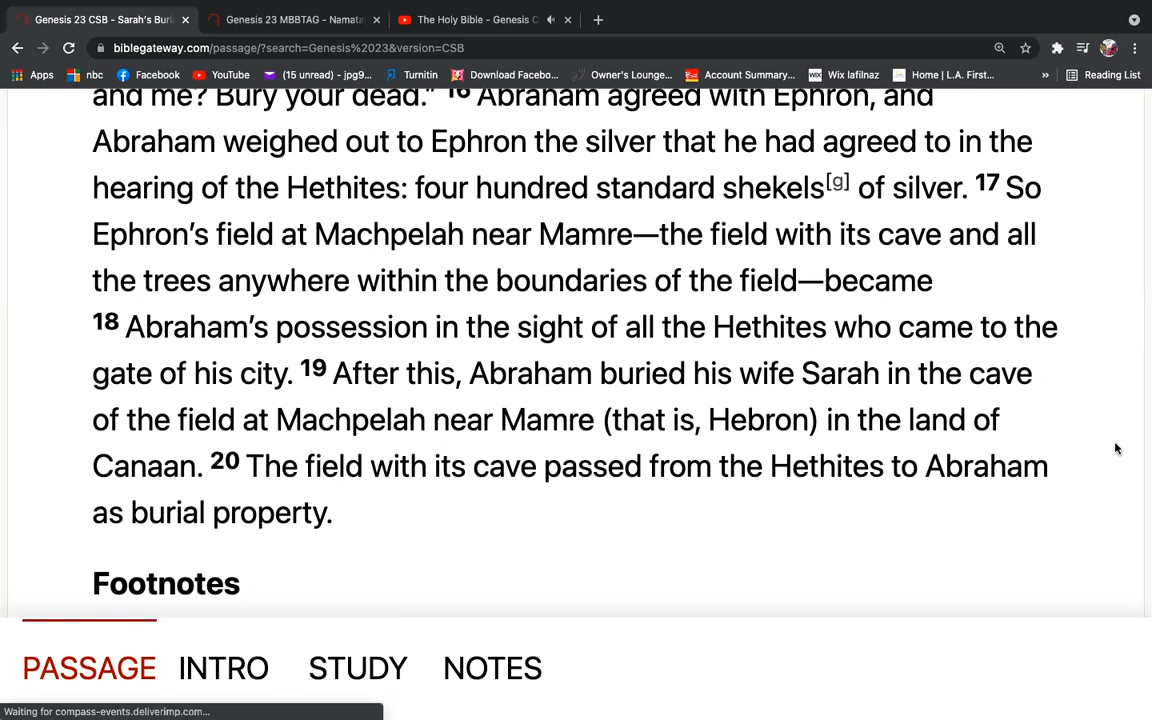 Genesis 23 CSB - Sarah's Buri
Genesis 23 MBBTAG - Namata
The Holy Bible - Genesis C
biblegateway.com/passage/?search=Genesis%2023&version=CSB
Apps nbc Facebook YouTube (15 unread) - jpg9... Turnitin Download Facebo... Owner's Lounge... Account Summary... WIX Wix lafilnaz Home | L.A. First... » Reading List
and me? Bury your dead.” 16 Abraham agreed with Ephron, and
Abraham weighed out to Ephron the silver that he had agreed to in the
hearing of the Hethites: four hundred standard shekels[g] of silver. 17 So
Ephron’s field at Machpelah near Mamre—the field with its cave and all
the trees anywhere within the boundaries of the field—became
18 Abraham’s possession in the sight of all the Hethites who came to the
gate of his city. 19 After this, Abraham buried his wife Sarah in the cave
of the field at Machpelah near Mamre (that is, Hebron) in the land of
Canaan. 20 The field with its cave passed from the Hethites to Abraham
as burial property.
Footnotes
PASSAGE INTRO STUDY NOTES
Waiting for compass-events.deliverimp.com...